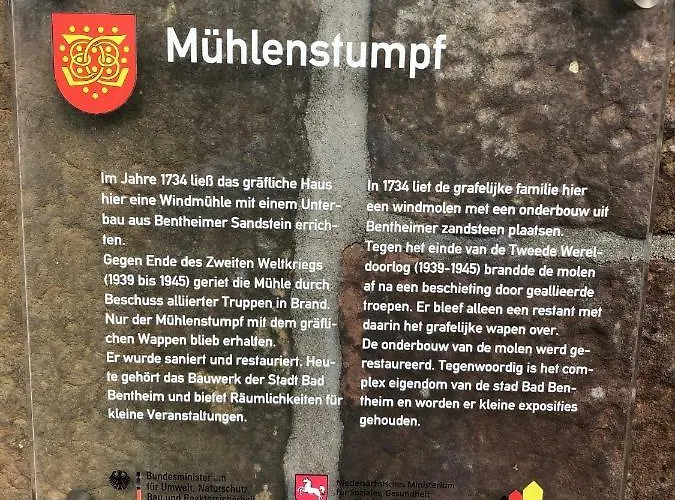 Mühlenstumpf
Im Jahre 1734 ließ das gräfliche Haus
hier eine Windmühle mit einem Unter-
bau aus Bentheimer Sandstein errich-
ten.
Gegen Ende des Zweiten Weltkriegs
(1939 bis 1945) geriet die Mühle durch
Beschuss alliierter Truppen in Brand.
Nur der Mühlenstumpf mit dem gräfli-
chen Wappen blieb erhalten.
Er wurde saniert und restauriert. Heu-
te gehört das Bauwerk der Stadt Bad
Bentheim und bietet Räumlichkeiten für
kleine Veranstaltungen.
In 1734 liet de grafelijke familie hier
een windmolen met een onderbouw uit
Bentheimer zandsteen plaatsen.
Tegen het einde van de Tweede Werel-
doorlog (1939-1945) brandde de molen
af na een beschieting door geallieerde
troepen. Er bleef alleen een restant met
daarin het grafelijke wapen over.
De onderbouw van de molen werd ge-
restaureerd. Tegenwoordig is het com-
plex eigendom van de stad Bad Ben-
theim en worden er kleine exposities
gehouden.
Bundesministerium
für Umwelt, Naturschutz
Bau und Reaktorsicherheit
Niedersächsisches Ministerium
für Soziales, Gesundheit